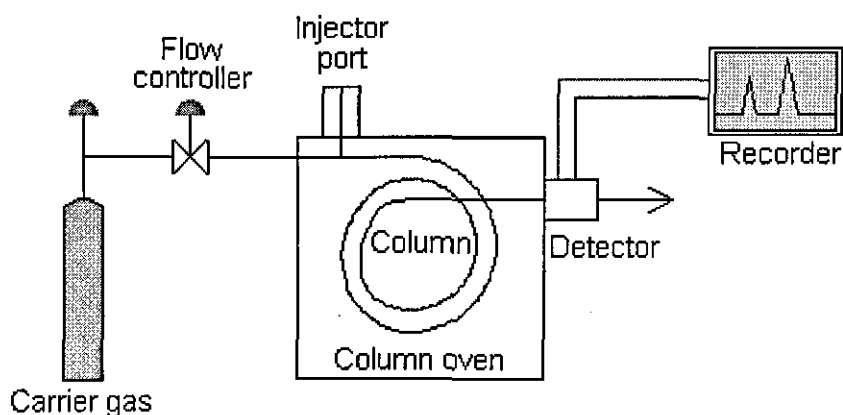 Flow
controller
Injector
port
Recorder
Column
Detector
Column oven
Carrier gas